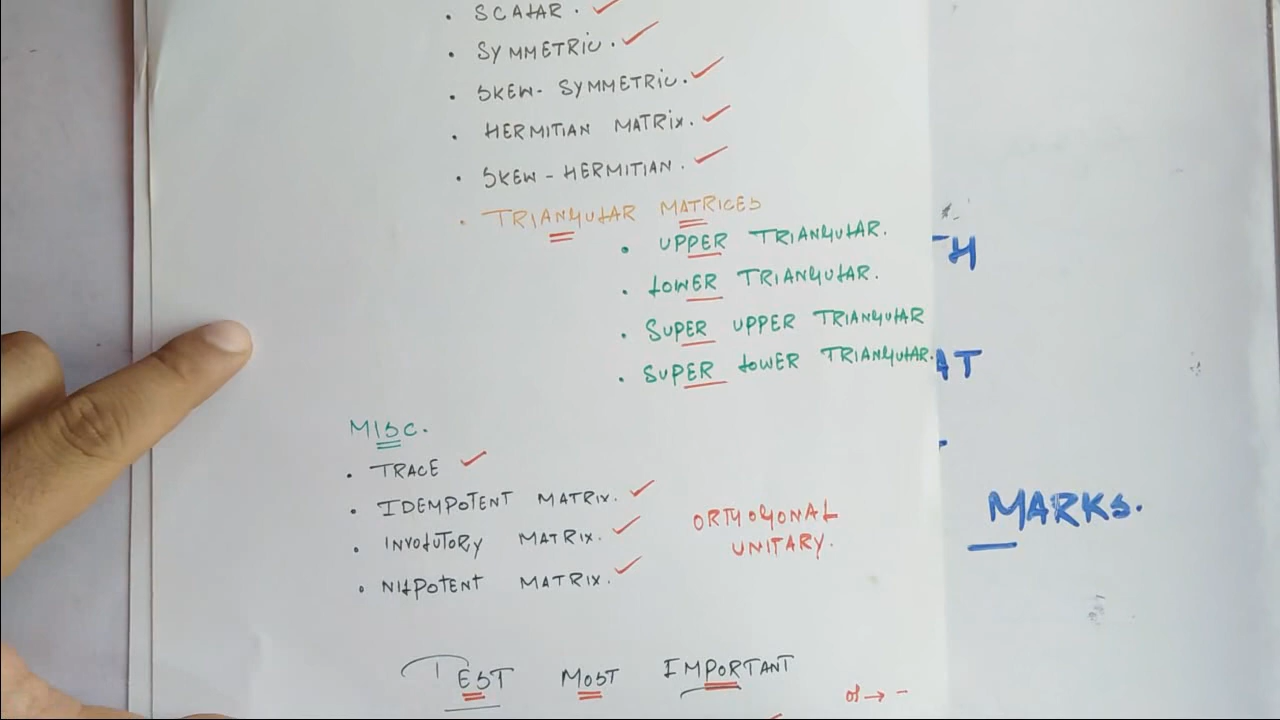 • SCALAR.
• SYMMETRIC.
• SKEW- SYMMETRIC.
• HERMITIAN MATRIX.
• SKEW-HERMITIAN.
• TRIANGULAR MATRICES
• UPPER TRIANGULAR.
• LOWER TRIANGULAR.
• SUPER UPPER TRIANGULAR
• SUPER LOWER TRIANGULAR.
MISC.
• TRACE
• IDEMPOTENT MATRIX.
• INVOLUTORY MATRIX.
• NILPOTENT MATRIX.
ORTHOGONAL
UNITARY.
TEST MOST IMPORTANT
H
AT
MARKS.